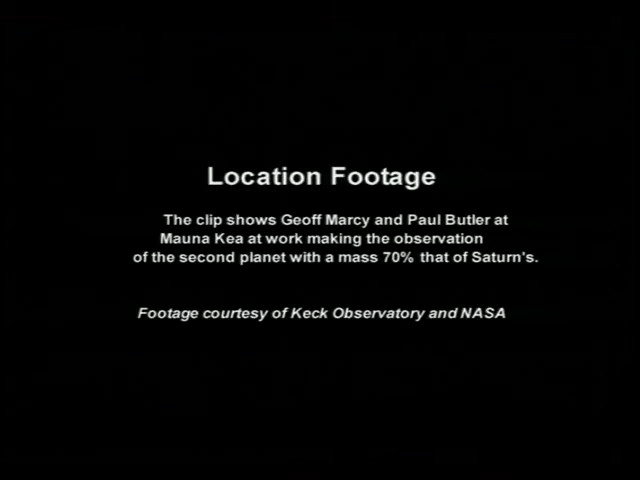 Location Footage
The clip shows Geoff Marcy and Paul Butler at
Mauna Kea at work making the observation
of the second planet with a mass 70% that of Saturn's.
Footage courtesy of Keck Observatory and NASA